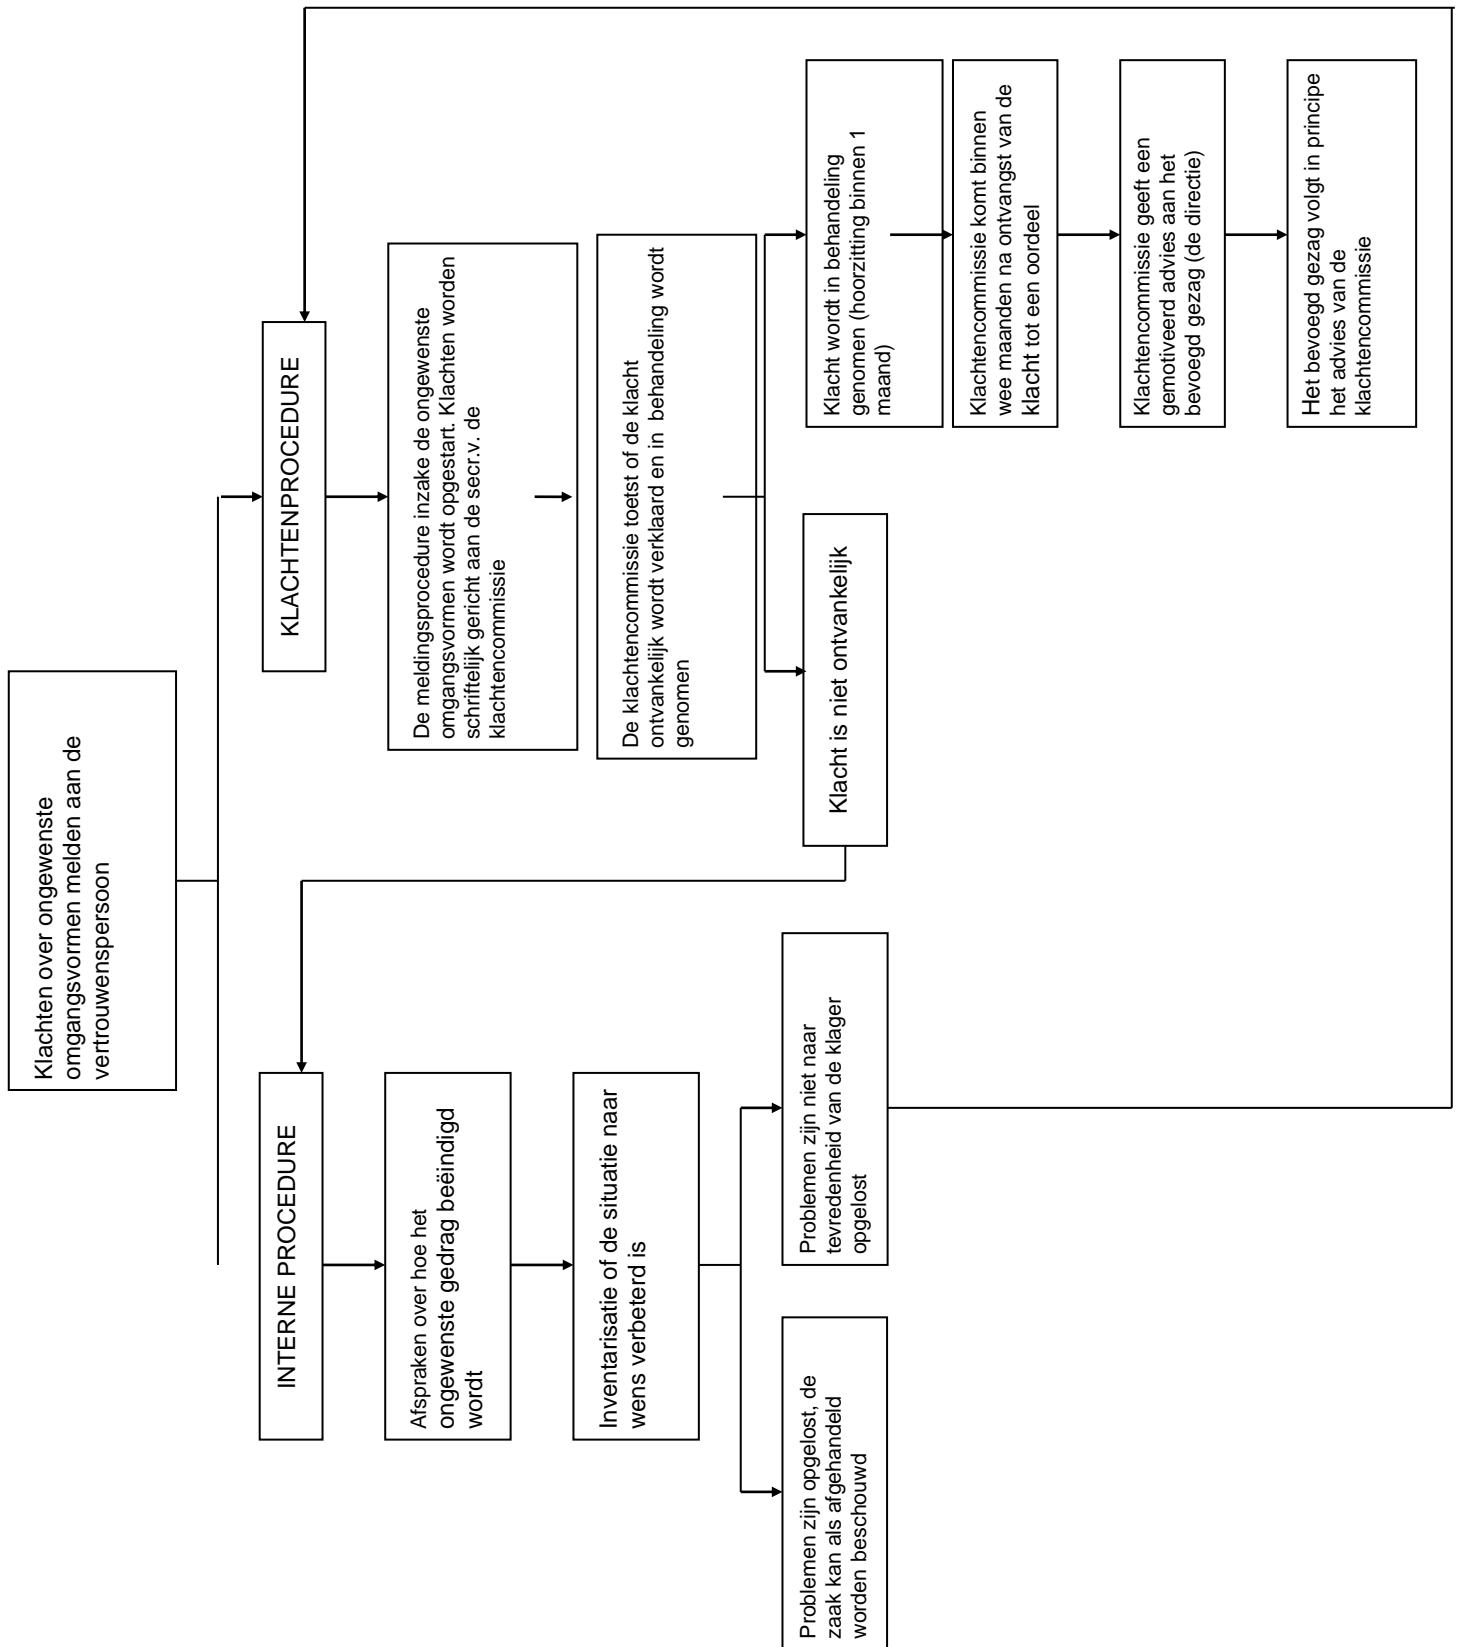 Klachten over ongewenste
omgangsvormen melden aan de
vertrouwenspersoon
INTERNE PROCEDURE
Afspraken over hoe het
ongewenste gedrag beëindigd
wordt
Inventarisatie of de situatie naar
wens verbeterd is
Problemen zijn opgelost, de
zaak kan als afgehandeld
worden beschouwd
Problemen zijn niet naar
tevredenheid van de klager
opgelost
KLACHTENPROCEDURE
De meldingsprocedure inzake de ongewenste
omgangsvormen wordt opgestart. Klachten worden
schriftelijk gericht aan de secr.v. de
klachtencommissie
De klachtencommissie toetst of de klacht
ontvankelijk wordt verklaard en in behandeling wordt
genomen
Klacht is niet ontvankelijk
Klacht wordt in behandeling
genomen (hoorzitting binnen 1
maand)
Klachtencommissie komt binnen
wee maanden na ontvangst van de
klacht tot een oordeel
Klachtencommissie geeft een
gemotiveerd advies aan het
bevoegd gezag (de directie)
Het bevoegd gezag volgt in principe
het advies van de
klachtencommissie